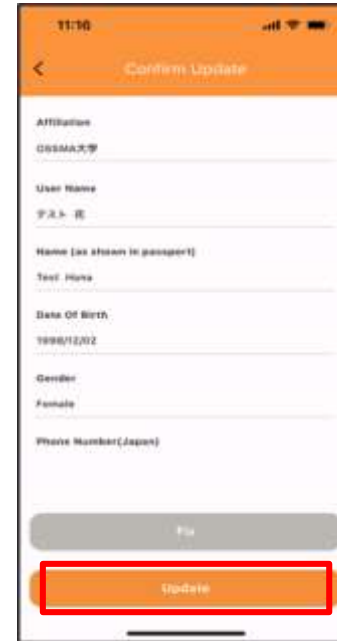 11:16
Confirm Update
Affiliation
OSSMA大学
User Name
テスト 花
Name (as shown in passport)
Test Hana
Date Of Birth
1998/12/02
Gender
Female
Phone Number(Japan)
Fix
Update